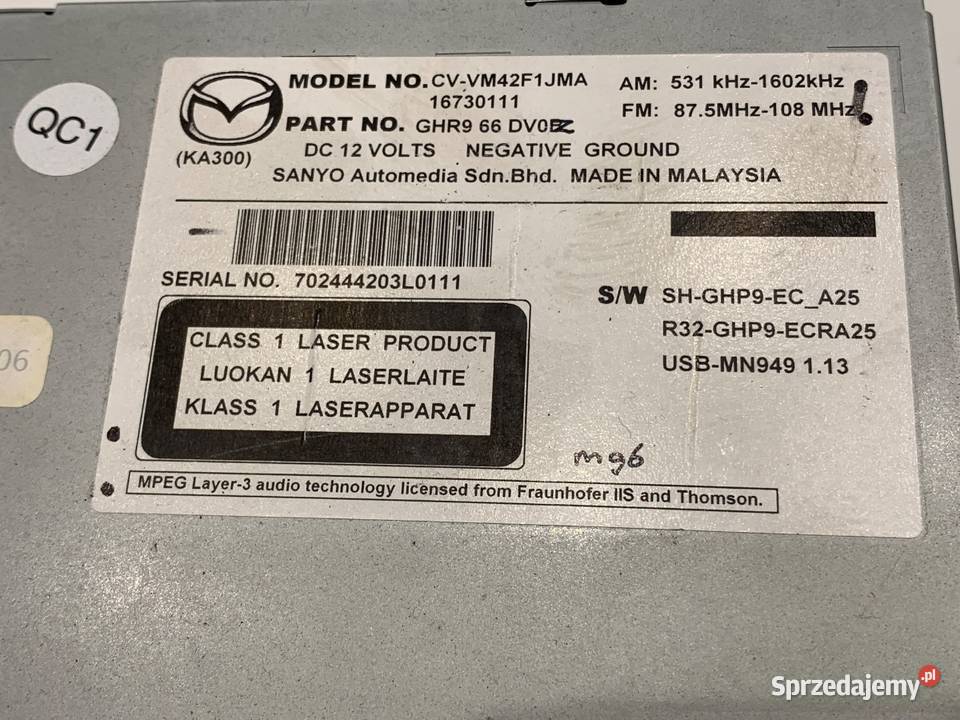 QC1
MODEL NO. CV-VM42F1JMA
16730111
AM: 531 kHz-1602kHz
FM: 87.5MHz-108 MHz
PART NO. GHR9 66 DV0
(KA300)
DC 12 VOLTS NEGATIVE GROUND
SANYO Automedia Sdn.Bhd. MADE IN MALAYSIA
SERIAL NO. 702444203L0111
S/W SH-GHP9-EC_A25
R32-GHP9-ECRA25
USB-MN949 1.13
CLASS 1 LASER PRODUCT
LUOKAN 1 LASERLAITE
KLASS 1 LASERAPPARAT
06
mg6
MPEG Layer-3 audio technology licensed from Fraunhofer IIS and Thomson.
Sprzedajemy.pl